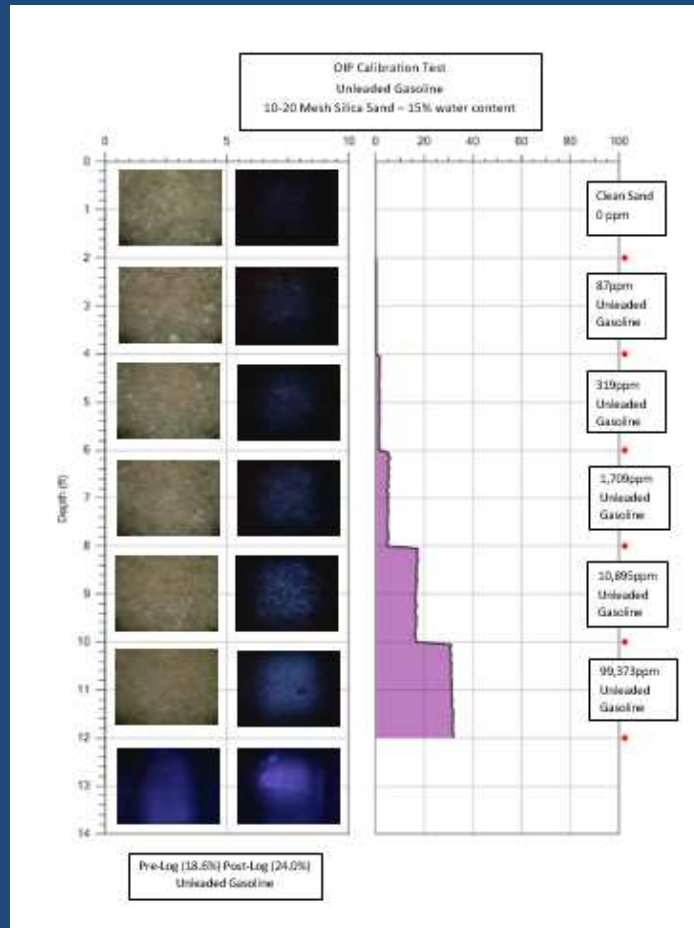 OIP Calibration Test
Unleaded Gasoline
10-20 Mesh Silica Sand – 15% water content
0 5 10 0 20 40 60 80 100
0
1
2
3
4
5
6
7
8
9
10
11
12
13
14
Depth (ft)
Clean Sand
0 ppm
87ppm
Unleaded
Gasoline
319ppm
Unleaded
Gasoline
1,709ppm
Unleaded
Gasoline
10,895ppm
Unleaded
Gasoline
99,373ppm
Unleaded
Gasoline
Pre-Log (18.6%) Post-Log (24.0%)
Unleaded Gasoline